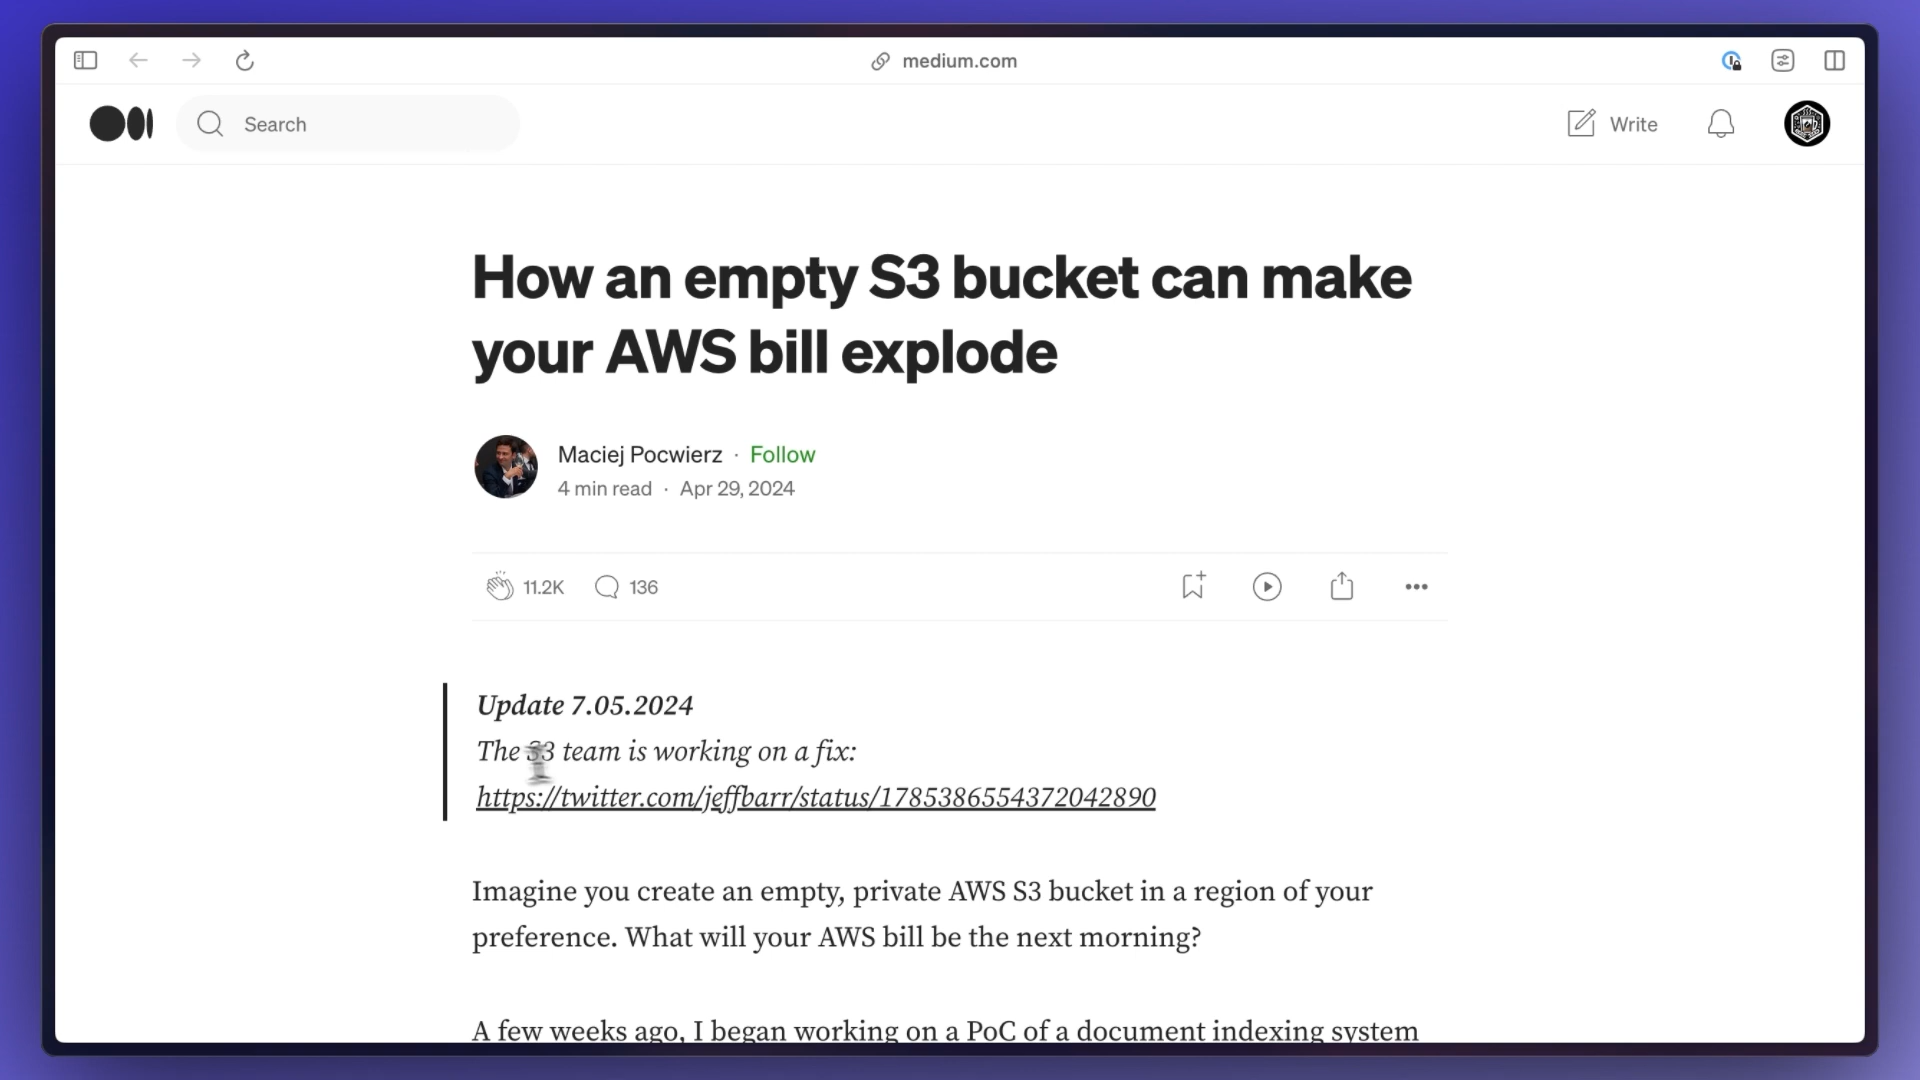 medium.com
Search
Write
How an empty S3 bucket can make
your AWS bill explode
Maciej Pocwierz · Follow
4 min read · Apr 29, 2024
11.2K 136
Update 7.05.2024
The S3 team is working on a fix:
https://twitter.com/jeffbarr/status/1785386554372042890
Imagine you create an empty, private AWS S3 bucket in a region of your
preference. What will your AWS bill be the next morning?
A few weeks ago, I began working on a PoC of a document indexing system